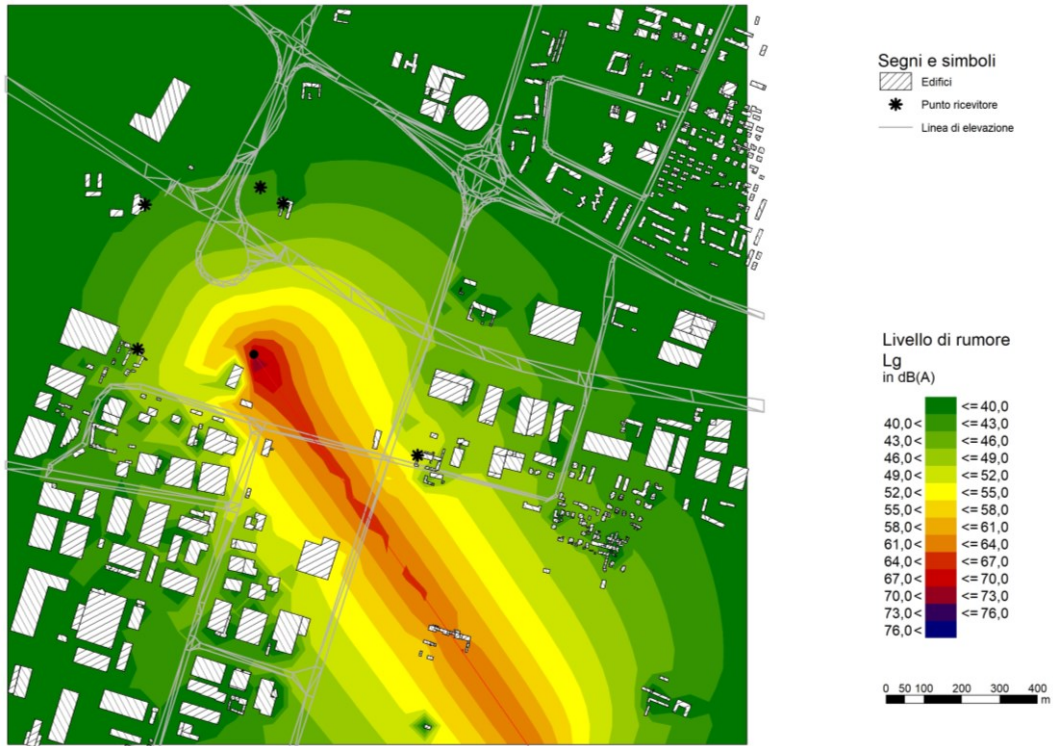 Segni e simboli
Edifici
Punto ricevitore
Linea di elevazione
Livello di rumore
Lg
in dB(A)
<= 40,0
40,0 < <= 43,0
43,0 < <= 46,0
46,0 < <= 49,0
49,0 < <= 52,0
52,0 < <= 55,0
55,0 < <= 58,0
58,0 < <= 61,0
61,0 < <= 64,0
64,0 < <= 67,0
67,0 < <= 70,0
70,0 < <= 73,0
73,0 < <= 76,0
76,0 <
0 50 100 200 300 400
m